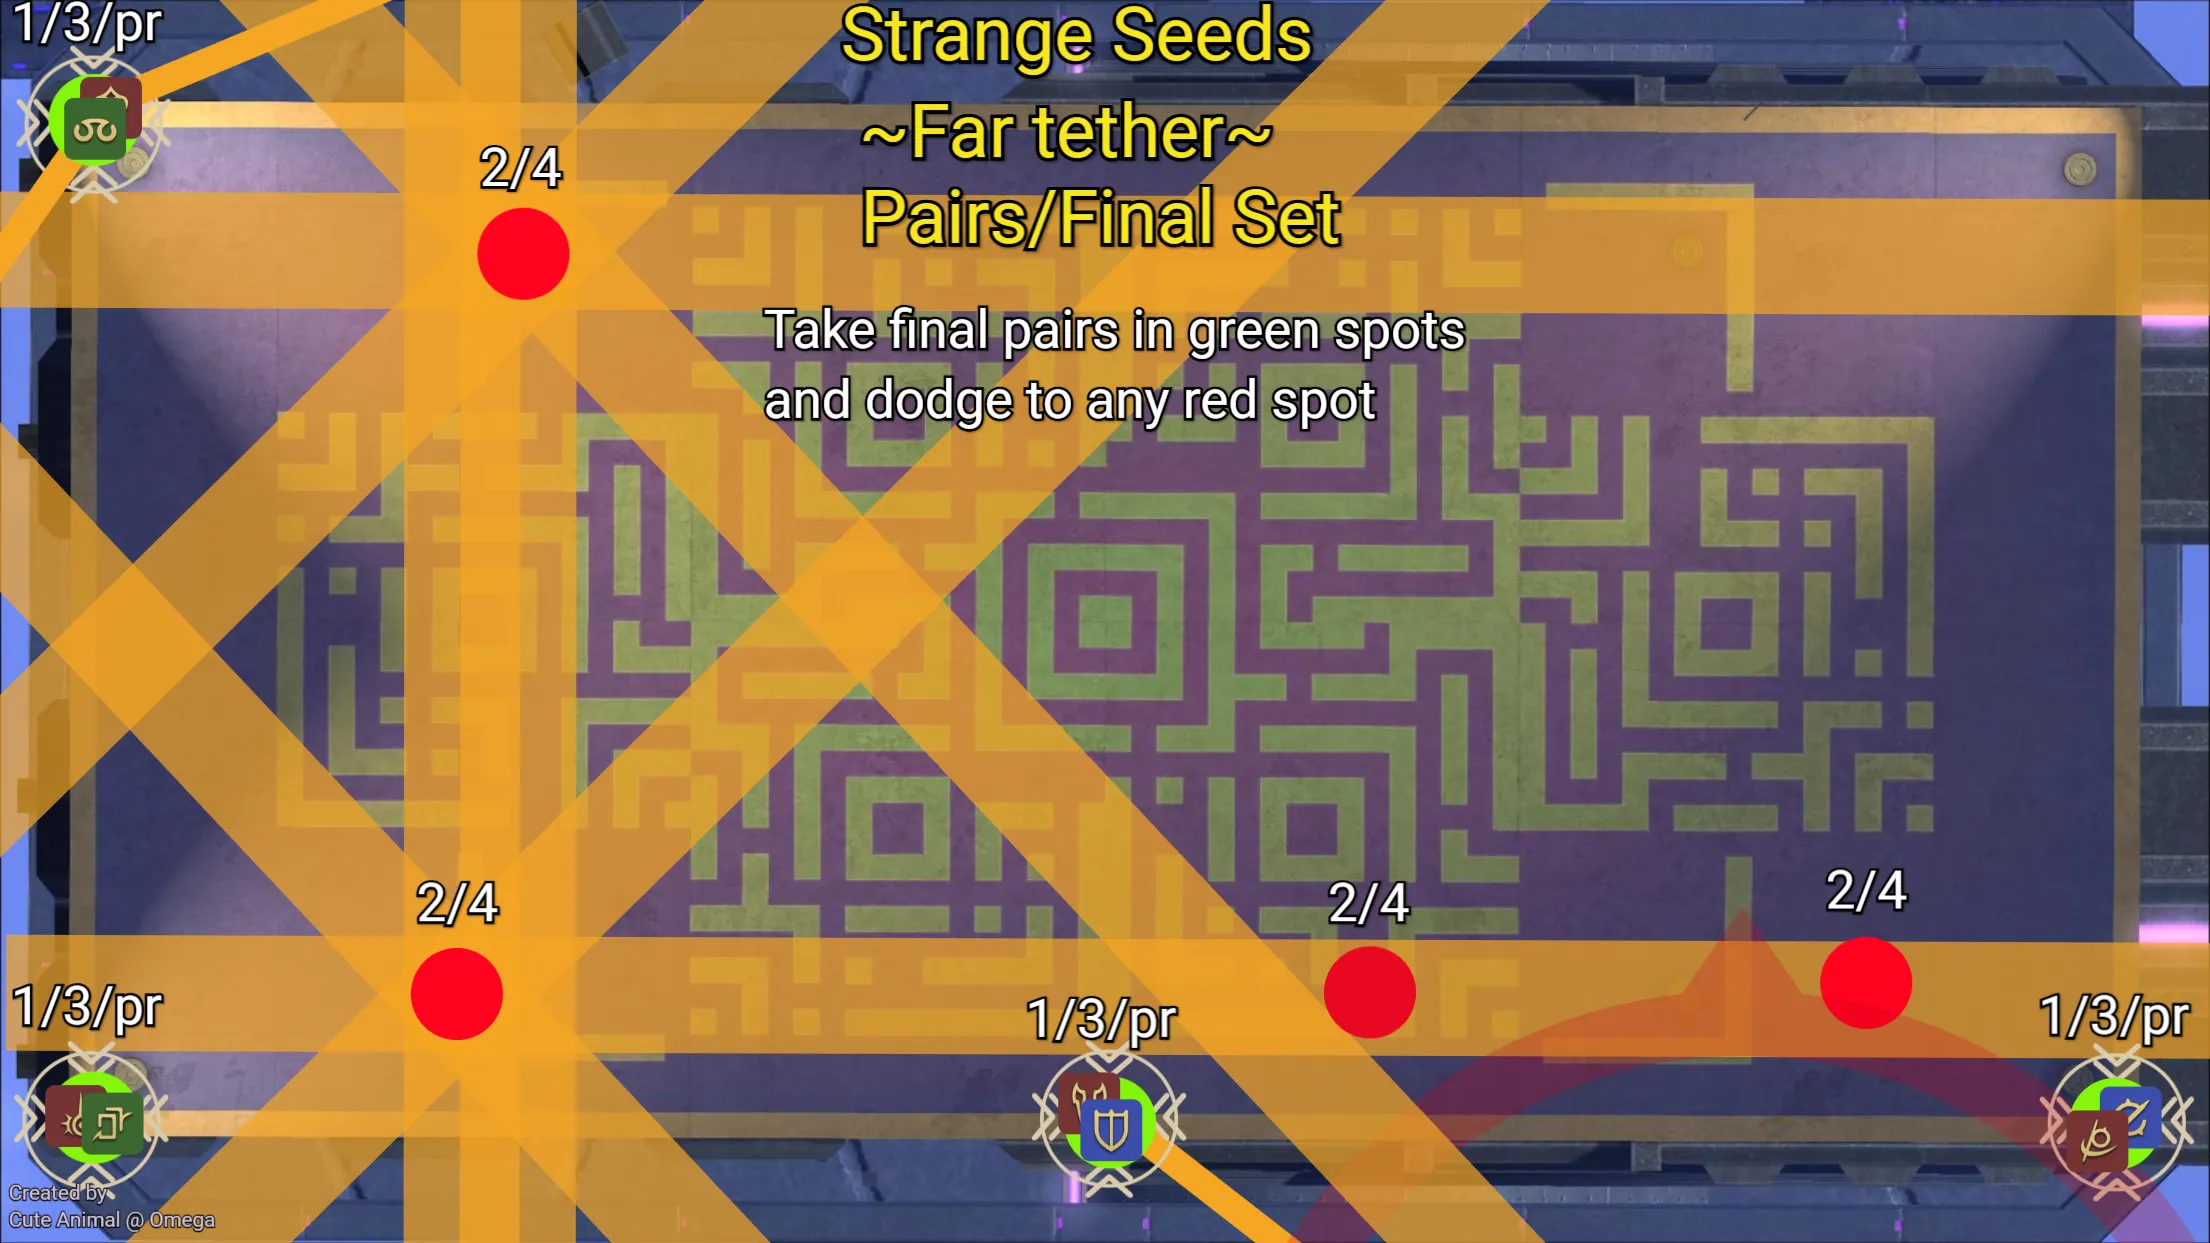 1/3/pr
Strange Seeds
~Far tether~
Pairs/Final Set
2/4
Take final pairs in green spots
and dodge to any red spot
2/4
2/4
2/4
1/3/pr
1/3/pr
1/3/pr
Created by
Cute Animal @ Omega